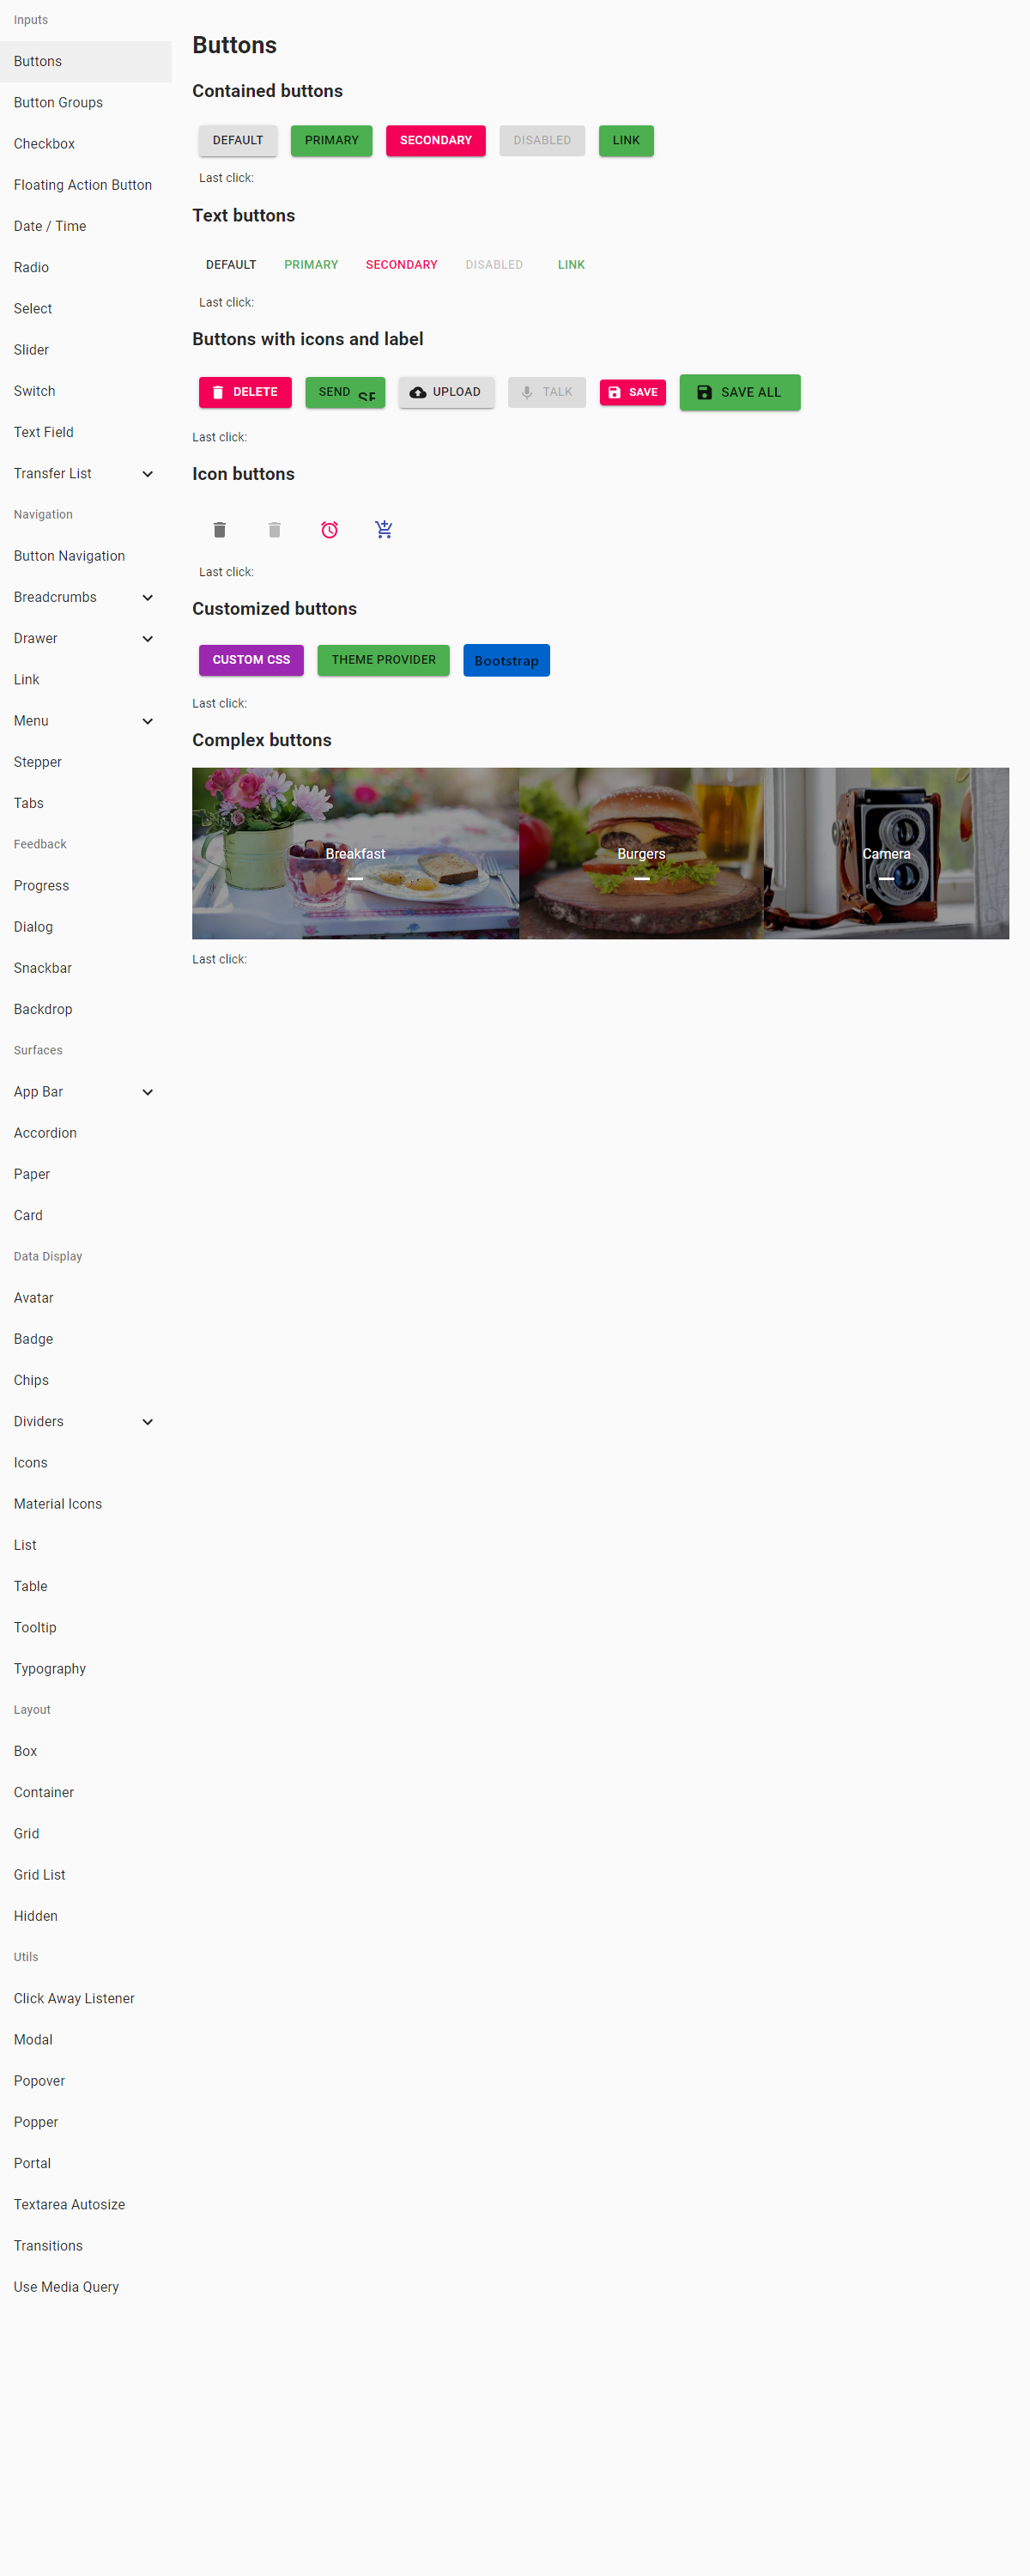 Inputs
Buttons
Button Groups
Checkbox
Floating Action Button
Date / Time
Radio
Select
Slider
Switch
Text Field
Transfer List
Navigation
Button Navigation
Breadcrumbs
Drawer
Link
Menu
Stepper
Tabs
Feedback
Progress
Dialog
Snackbar
Backdrop
Surfaces
App Bar
Accordion
Paper
Card
Data Display
Avatar
Badge
Chips
Dividers
Icons
Material Icons
List
Table
Tooltip
Typography
Layout
Box
Container
Grid
Grid List
Hidden
Utils
Click Away Listener
Modal
Popover
Popper
Portal
Textarea Autosize
Transitions
Use Media Query
Buttons
Contained buttons
DEFAULT PRIMARY SECONDARY DISABLED LINK
Last click:
Text buttons
DEFAULT PRIMARY SECONDARY DISABLED LINK
Last click:
Buttons with icons and label
DELETE SEND UPLOAD TALK SAVE SAVE ALL
Last click:
Icon buttons
Last click:
Customized buttons
CUSTOM CSS THEME PROVIDER Bootstrap
Last click:
Complex buttons
Breakfast Burgers Camera
Last click: